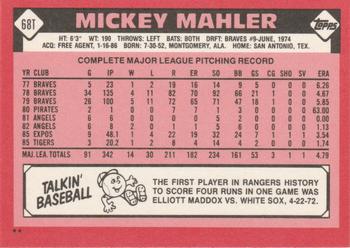 68T
MICKEY MAHLER
TOPPS
HT: 6'3" WT: 190 THROWS: LEFT BATS: BOTH DRFT: BRAVES #9-JUNE, 1974
ACQ: FREE AGENT, 1-16-86 BORN: 7-30-52, MONTGOMERY, ALA. HOME: SAN ANTONIO, TEX.
COMPLETE MAJOR LEAGUE PITCHING RECORD
YR CLUB G IP W L R ER SO BB GS CG SHO SV ERA
77 BRAVES 5 23 1 2 19 16 14 9 5 0 0 0 6.26
78 BRAVES 34 135 4 11 82 70 92 66 21 1 0 0 4.67
79 BRAVES 26 100 5 11 66 65 71 47 18 1 0 0 5.85
80 PIRATES 2 1 0 0 7 7 1 3 0 0 0 0 63.00
81 ANGELS 6 6 0 0 0 0 5 2 0 0 0 0 0.00
82 ANGELS 6 8 2 0 1 1 5 6 0 0 0 0 1.13
85 EXPOS 9 48.1 1 4 22 19 32 24 7 1 1 1 3.54
85 TIGERS 3 20.2 1 2 5 4 14 4 2 0 0 0 1.74
MAJ. LEA. TOTALS 91 342 14 30 211 182 234 161 53 3 1 4.79
TALKIN' BASEBALL
THE FIRST PLAYER IN RANGERS HISTORY
TO SCORE FOUR RUNS IN ONE GAME WAS
ELLIOTT MADDOX VS. WHITE SOX, 4-22-72.
**